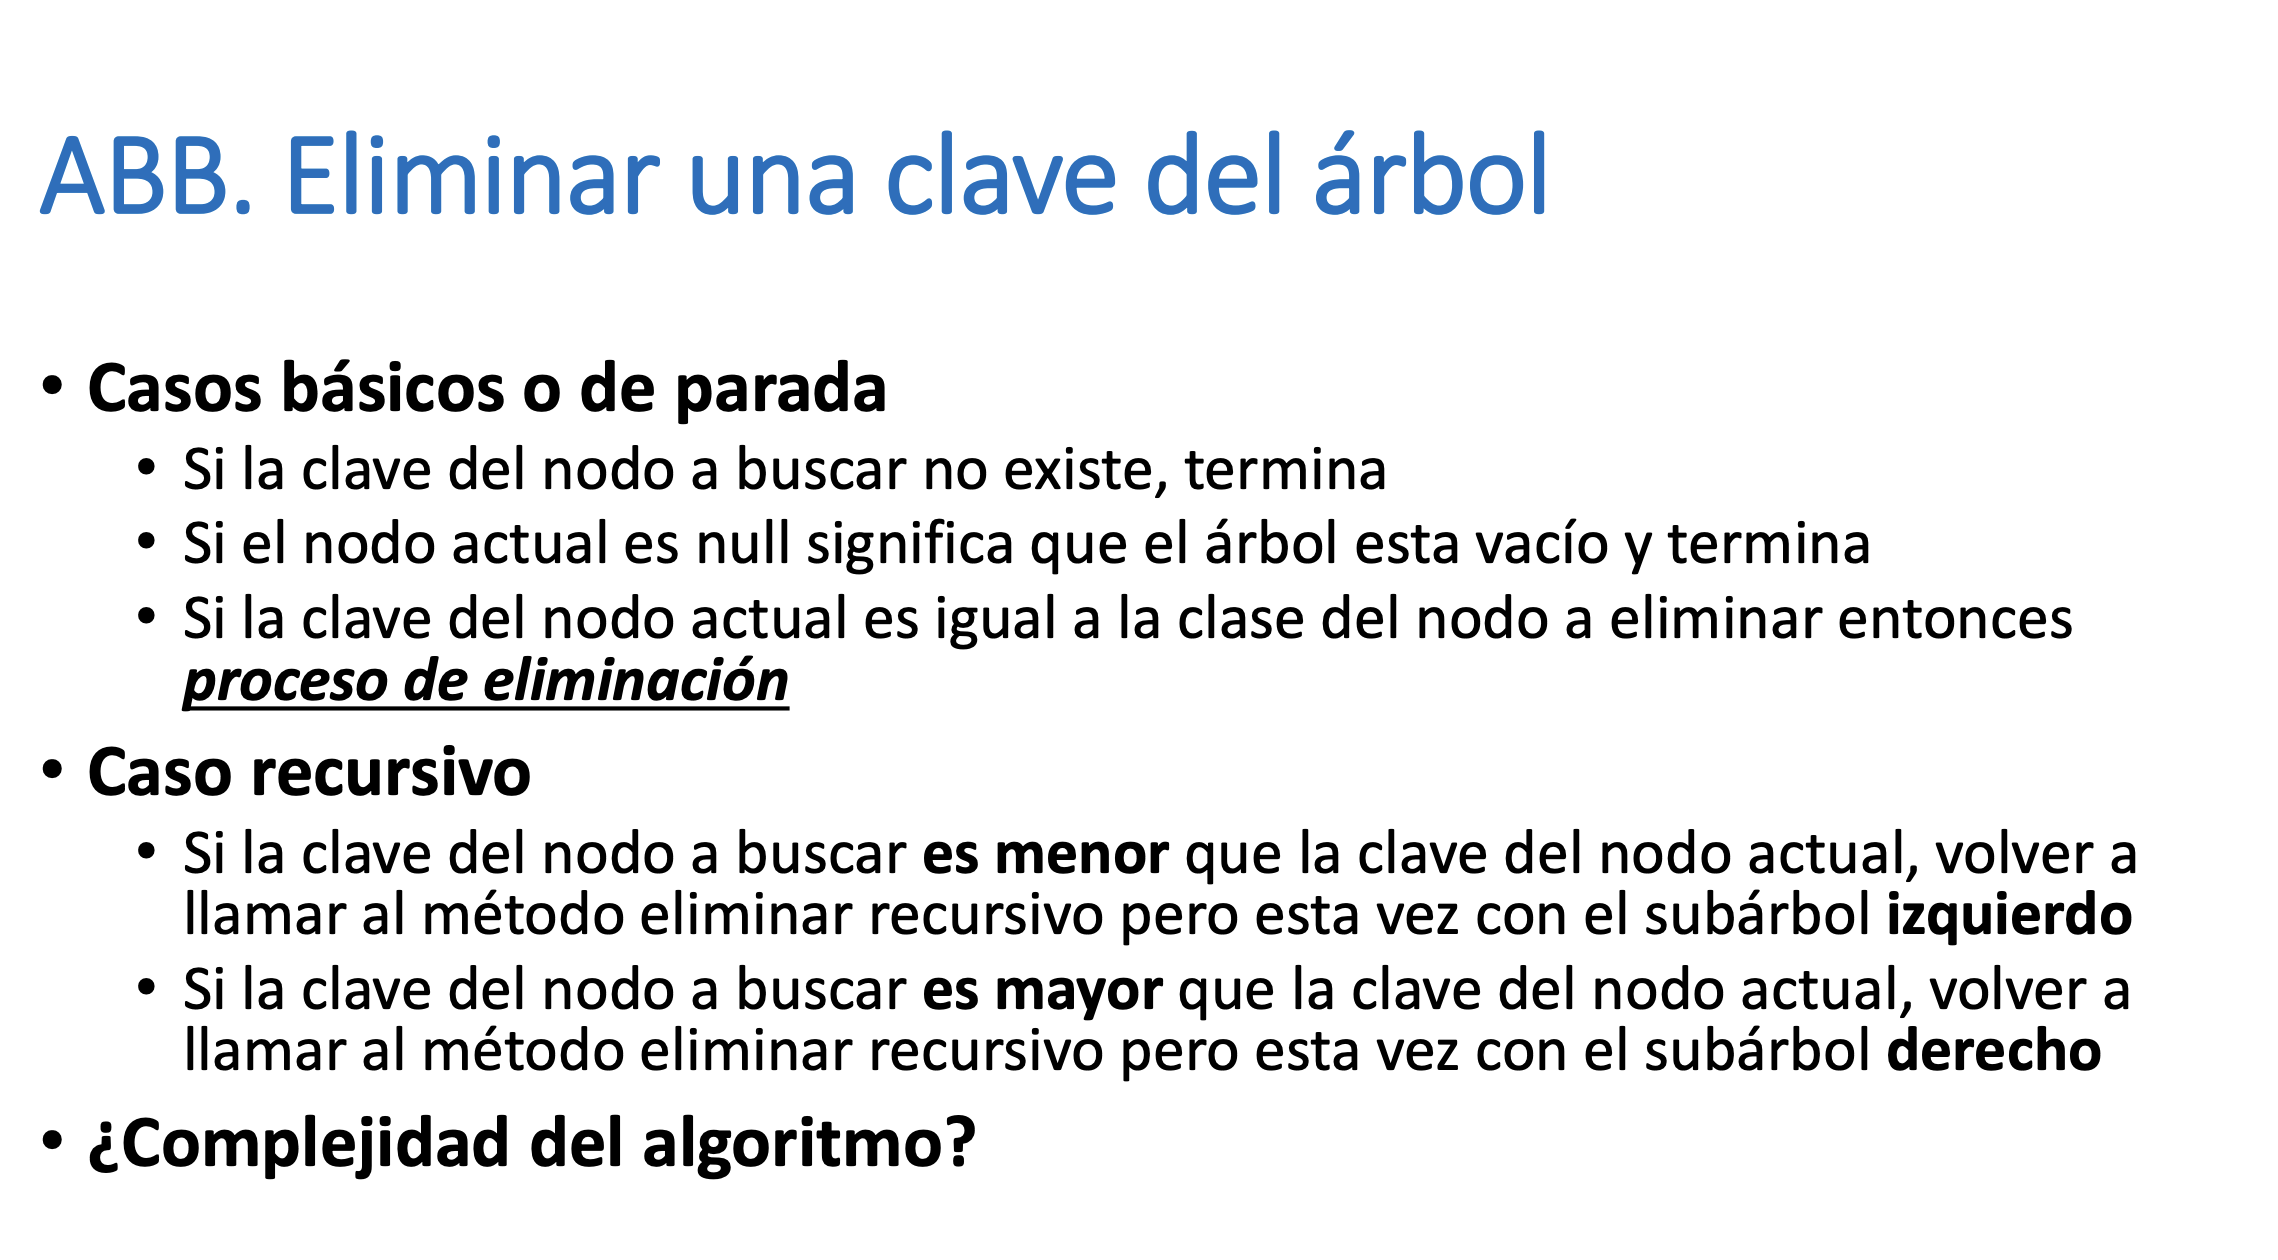 ABB. Eliminar una clave del árbol
• Casos básicos o de parada
• Si la clave del nodo a buscar no existe, termina
• Si el nodo actual es null significa que el árbol esta vacío y termina
• Si la clave del nodo actual es igual a la clase del nodo a eliminar entonces
proceso de eliminación
• Caso recursivo
• Si la clave del nodo a buscar es menor que la clave del nodo actual, volver a
llamar al método eliminar recursivo pero esta vez con el subárbol izquierdo
• Si la clave del nodo a buscar es mayor que la clave del nodo actual, volver a
llamar al método eliminar recursivo pero esta vez con el subárbol derecho
• ¿Complejidad del algoritmo?